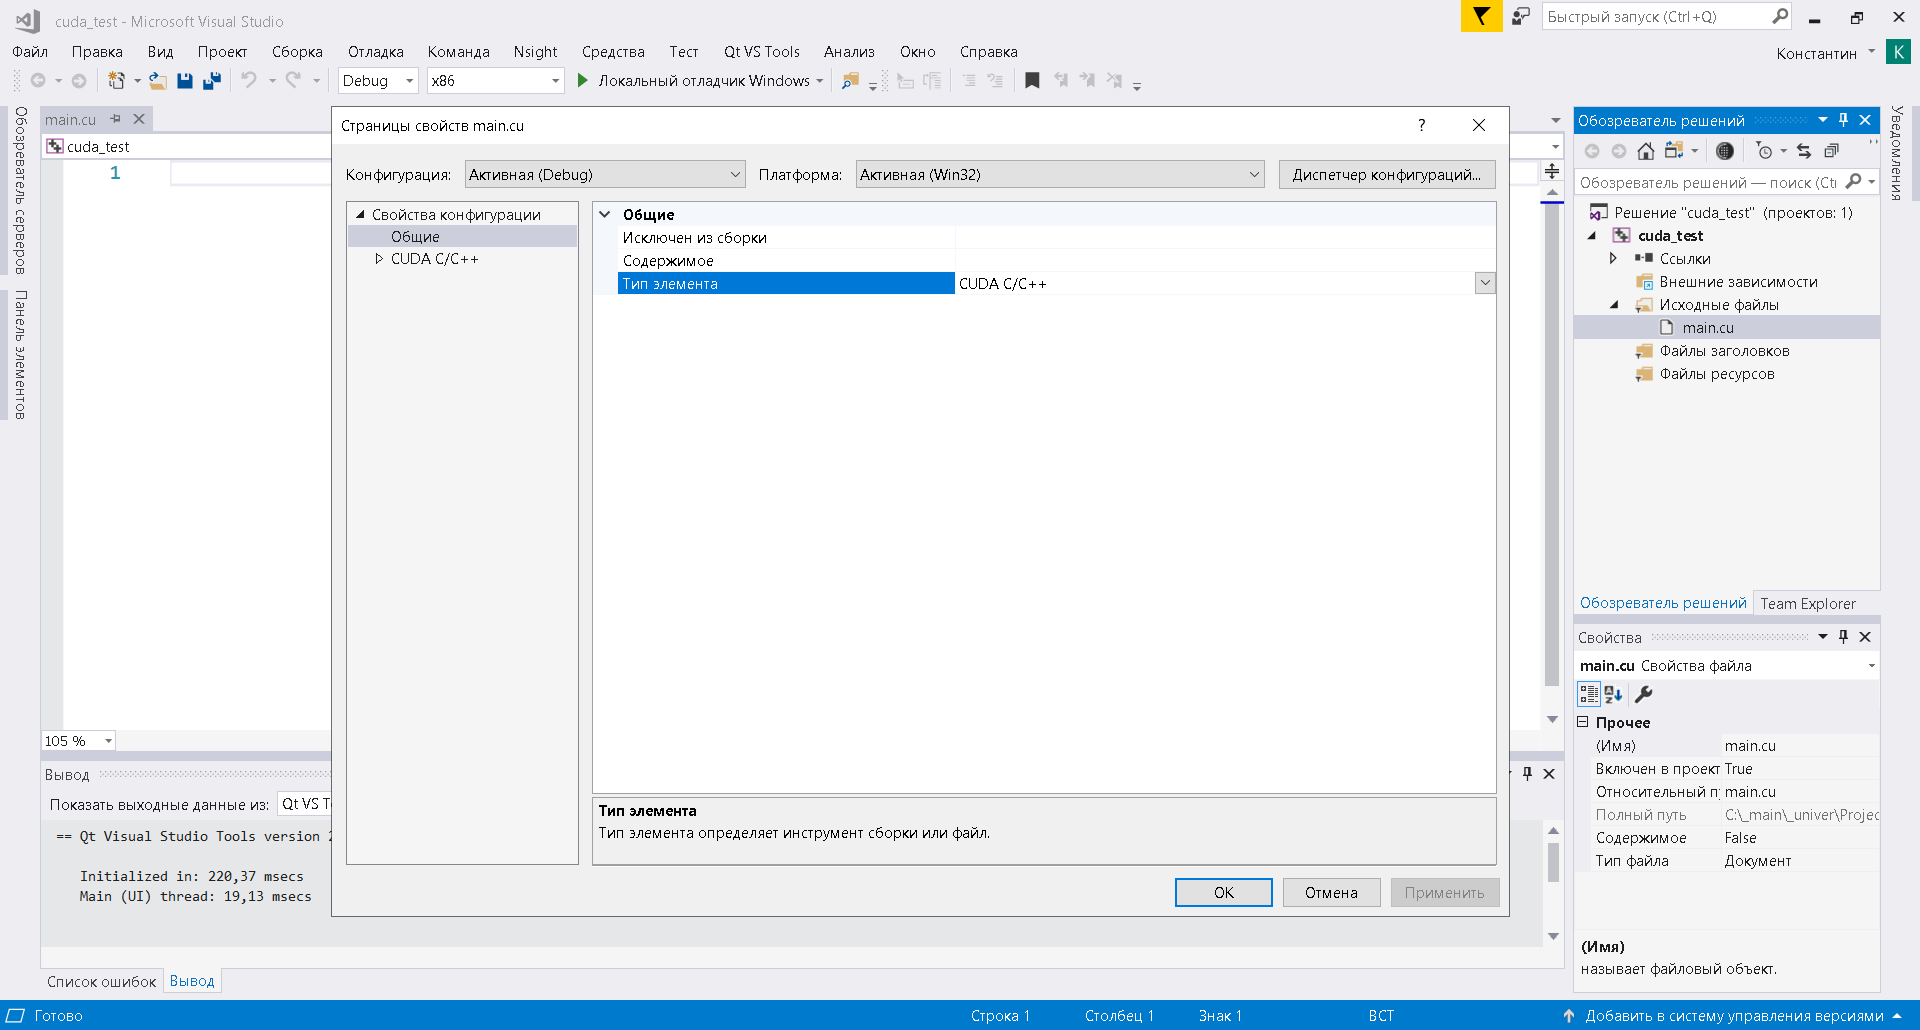 cuda_test - Microsoft Visual Studio
Быстрый запуск (Ctrl+Q)
Файл Правка Вид Проект Сборка Отладка Команда Nsight Средства Тест Qt VS Tools Анализ Окно Справка
Константин K
Debug x86 Локальный отладчик Windows
Обозреватель серверов
Панель элементов
main.cu
cuda_test
1
105 %
Страницы свойств main.cu
?
Конфигурация: Активная (Debug) Платформа: Активная (Win32) Диспетчер конфигураций...
Свойства конфигурации
Общие
CUDA C/C++
Общие
Исключен из сборки
Содержимое
Тип элемента CUDA C/C++
Тип элемента
Тип элемента определяет инструмент сборки или файл.
OK Отмена Применить
Вывод
Показать выходные данные из: Qt VS
== Qt Visual Studio Tools version
Initialized in: 220,37 msecs
Main (UI) thread: 19,13 msecs
Список ошибок Вывод
Обозреватель решений
Обозреватель решений — поиск (Ct
Решение "cuda_test" (проектов: 1)
cuda_test
Ссылки
Внешние зависимости
Исходные файлы
main.cu
Файлы заголовков
Файлы ресурсов
Обозреватель решений Team Explorer
Уведомления
Свойства
main.cu Свойства файла
Прочее
(Имя) main.cu
Включен в проект True
Относительный п main.cu
Полный путь C:\_main\_univer\Projec
Содержимое False
Тип файла Документ
(Имя)
называет файловый объект.
Готово Строка 1 Столбец 1 Знак 1 ВСТ Добавить в систему управления версиями